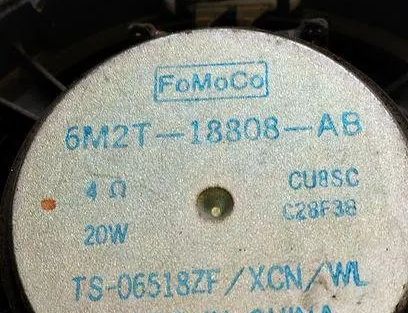 FoMoCo
6M2T-18808-AB
4 Ω CU8SC
20W C28F38
TS-06518ZF/XCN/WL